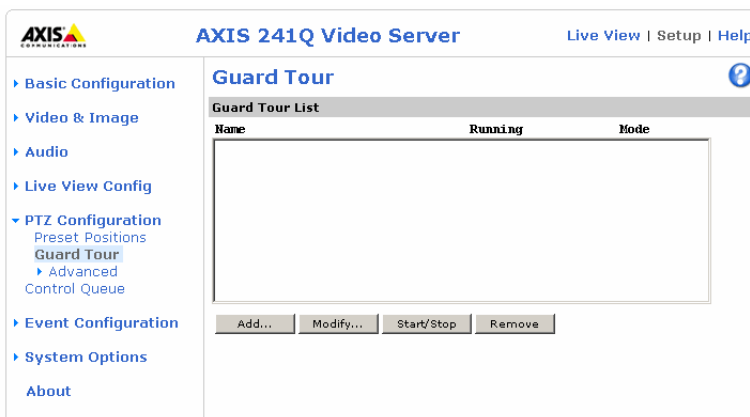 AXIS
COMMUNICATIONS
AXIS 241Q Video Server
Live View | Setup | Help
Basic Configuration
Video & Image
Audio
Live View Config
PTZ Configuration
Preset Positions
Guard Tour
Advanced
Control Queue
Event Configuration
System Options
About
Guard Tour
?
Guard Tour List
Name Running Mode
Add... Modify... Start/Stop Remove